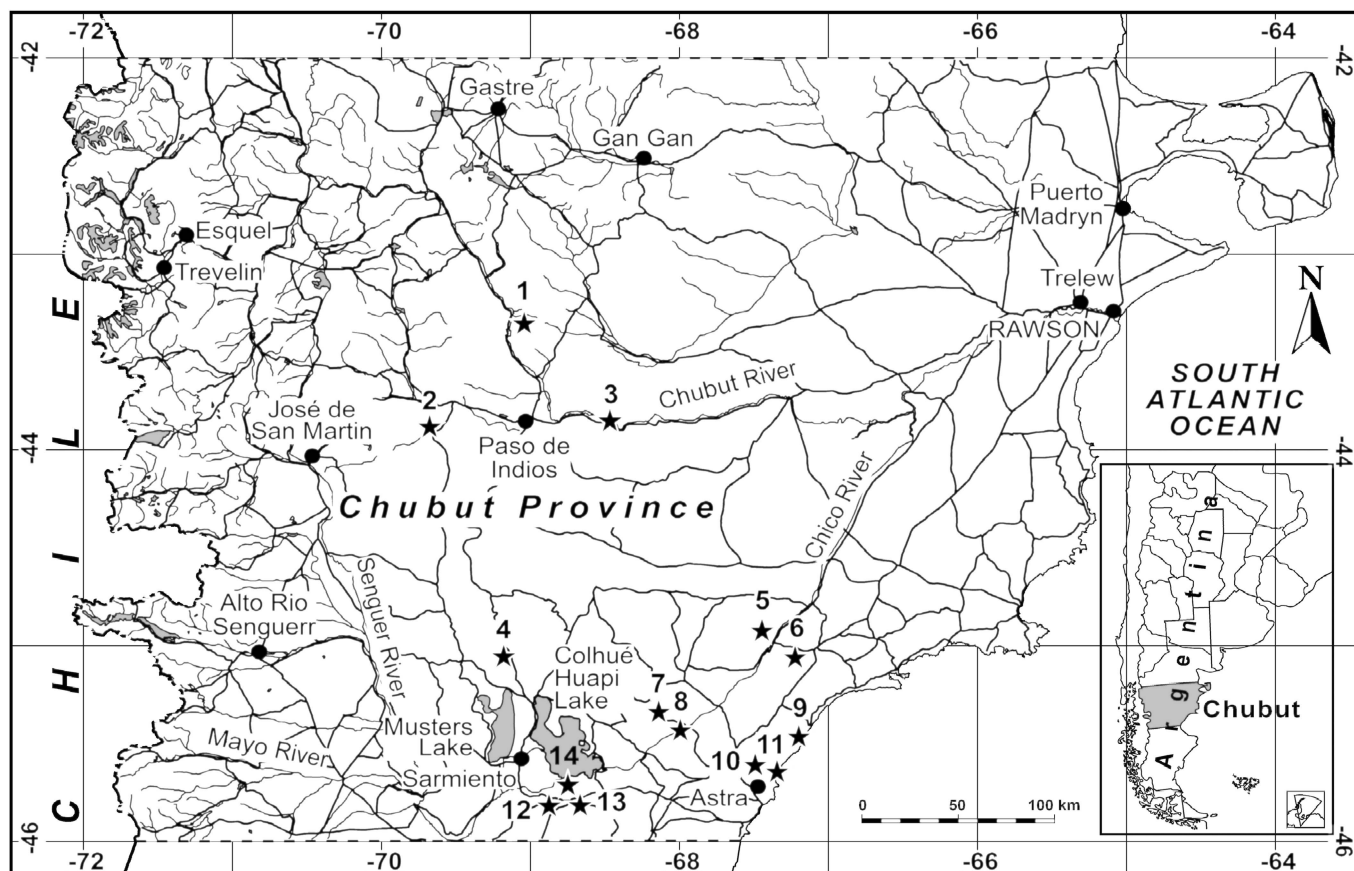 -72
-70
-68
-66
-64
-42
-42
Gastre
Gan Gan
Puerto
Madryn
Esquel
Trevelin
Trelew
N
1
RAWSON
Chubut River
SOUTH
ATLANTIC
OCEAN
2
3
José de
San Martin
Paso de
Indios
-44
-44
Chubut Province
Chico River
Senguer River
Alto Rio
Senguerr
4
5
6
Colhué
Huapi
Lake
7
8
9
Musters
Lake
Mayo River
10
11
14
Sarmiento
Astra
12
13
0
50
100 km
CHILE
Argentina
Chubut
-46
-46
-72
-70
-68
-66
-64